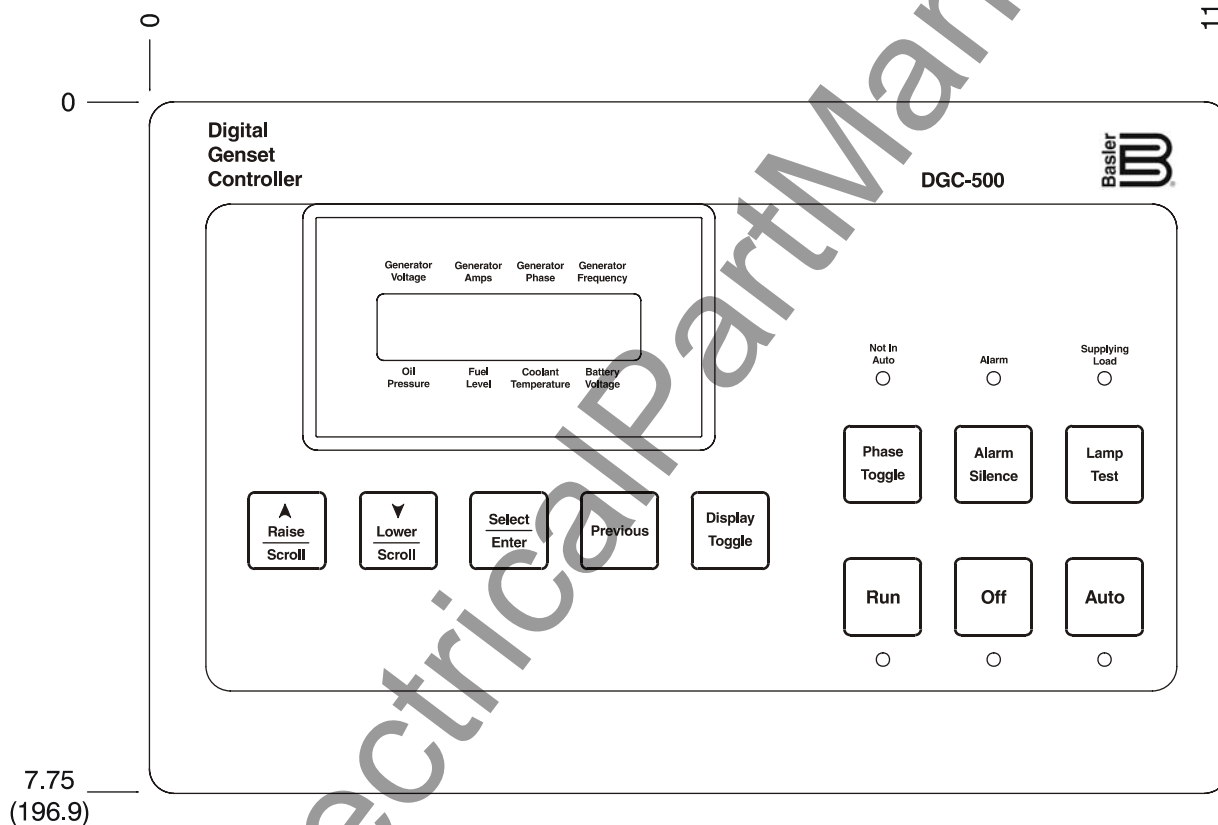 0
11
0
Digital
Genset
Controller
DGC-500
Basler
Generator
Voltage
Generator
Amps
Generator
Phase
Generator
Frequency
Oil
Pressure
Fuel
Level
Coolant
Temperature
Battery
Voltage
Not In
Auto
Alarm
Supplying
Load
Phase
Toggle
Alarm
Silence
Lamp
Test
Raise
Scroll
Lower
Scroll
Select
Enter
Previous
Display
Toggle
Run
Off
Auto
7.75
(196.9)
ectricalPartMan